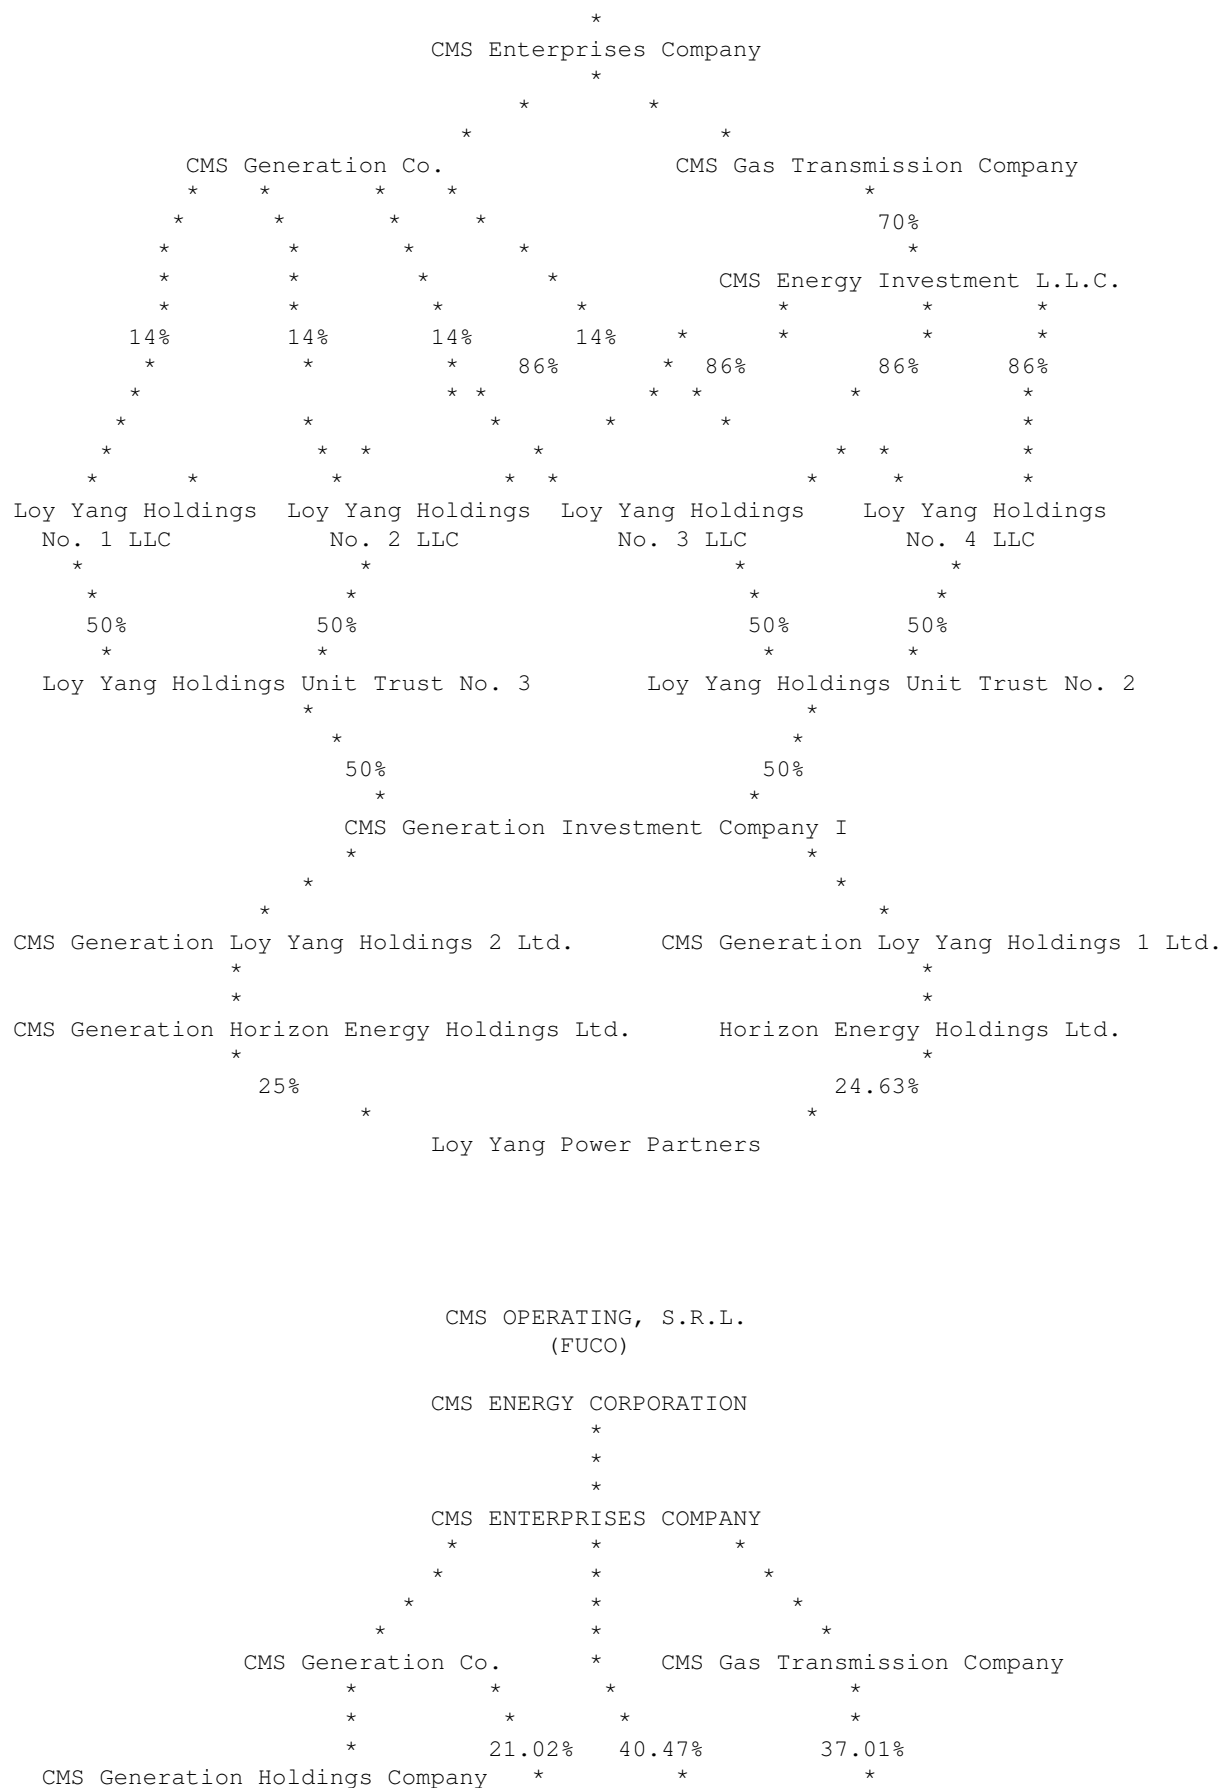 *
CMS Enterprises Company
*
* *
* *
CMS Generation Co. CMS Gas Transmission Company
* * * * *
* * * * 70%
* * * * *
* * * * CMS Energy Investment L.L.C.
* * * * * * *
14% 14% 14% 14% * * * *
* * * 86% * 86% 86% 86%
* * * * * * *
* * * * * *
* * * * * * *
* * * * * * * *
Loy Yang Holdings Loy Yang Holdings Loy Yang Holdings Loy Yang Holdings
No. 1 LLC No. 2 LLC No. 3 LLC No. 4 LLC
* * * *
* * * *
50% 50% 50% 50%
* * * *
Loy Yang Holdings Unit Trust No. 3 Loy Yang Holdings Unit Trust No. 2
* *
* *
50% 50%
* *
CMS Generation Investment Company I
* *
* *
* *
CMS Generation Loy Yang Holdings 2 Ltd. CMS Generation Loy Yang Holdings 1 Ltd.
* *
* *
CMS Generation Horizon Energy Holdings Ltd. Horizon Energy Holdings Ltd.
* *
25% 24.63%
* *
Loy Yang Power Partners
CMS OPERATING, S.R.L.
(FUCO)
CMS ENERGY CORPORATION
*
*
*
CMS ENTERPRISES COMPANY
* * *
* * *
* * *
* * *
CMS Generation Co. * CMS Gas Transmission Company
* * * *
* * * *
* 21.02% 40.47% 37.01%
CMS Generation Holdings Company * * *